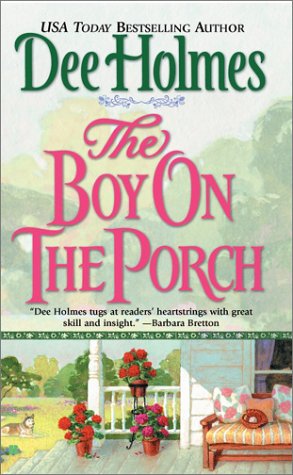 USA TODAY BESTSELLING AUTHOR
Dee Holmes
The
BOY ON
THE PORCH
"Dee Holmes tugs at readers' heartstrings with great
skill and insight." —Barbara Bretton